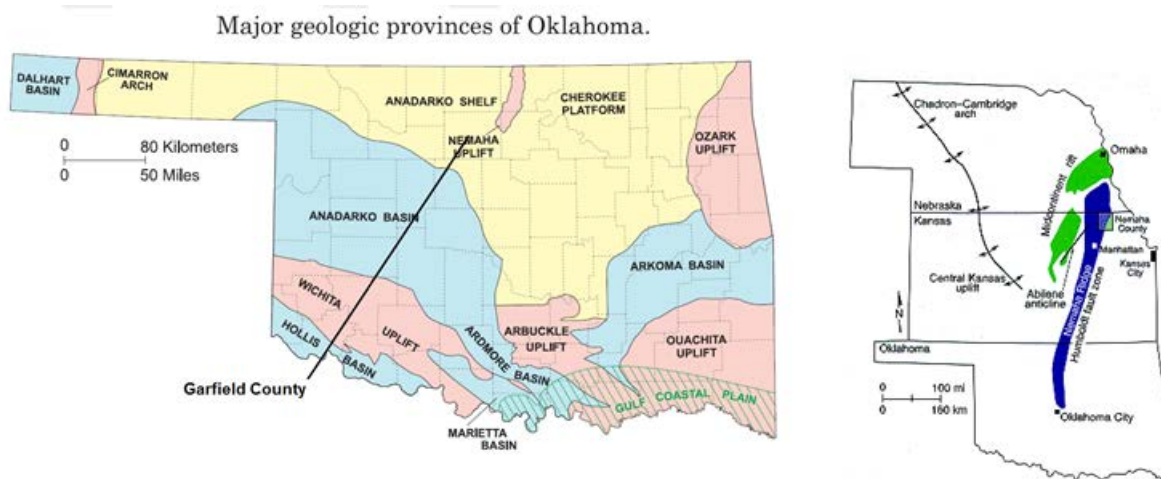 Major geologic provinces of Oklahoma.
DALHART
BASIN
CIMARRON
ARCH
ANADARKO SHELF
CHEROKEE
PLATFORM
NEMAHA
UPLIFT
OZARK
UPLIFT
0 80 Kilometers
0 50 Miles
ANADARKO BASIN
ARKOMA BASIN
WICHITA
UPLIFT
HOLLIS
BASIN
ARDMORE BASIN
ARBUCKLE
UPLIFT
OUACHITA
UPLIFT
GULF COASTAL PLAIN
Garfield County
MARIETTA
BASIN
Chadron-Cambridge
arch
Omaha
Midcontinent rift
Nebraska
Kansas
Nemaha
County
Manhattan
Kansas
City
Central Kansas
uplift
Abilene
anticline
Nemaha Ridge
Humboldt fault zone
N
Oklahoma
0 100 mi
0 160 km
Oklahoma City